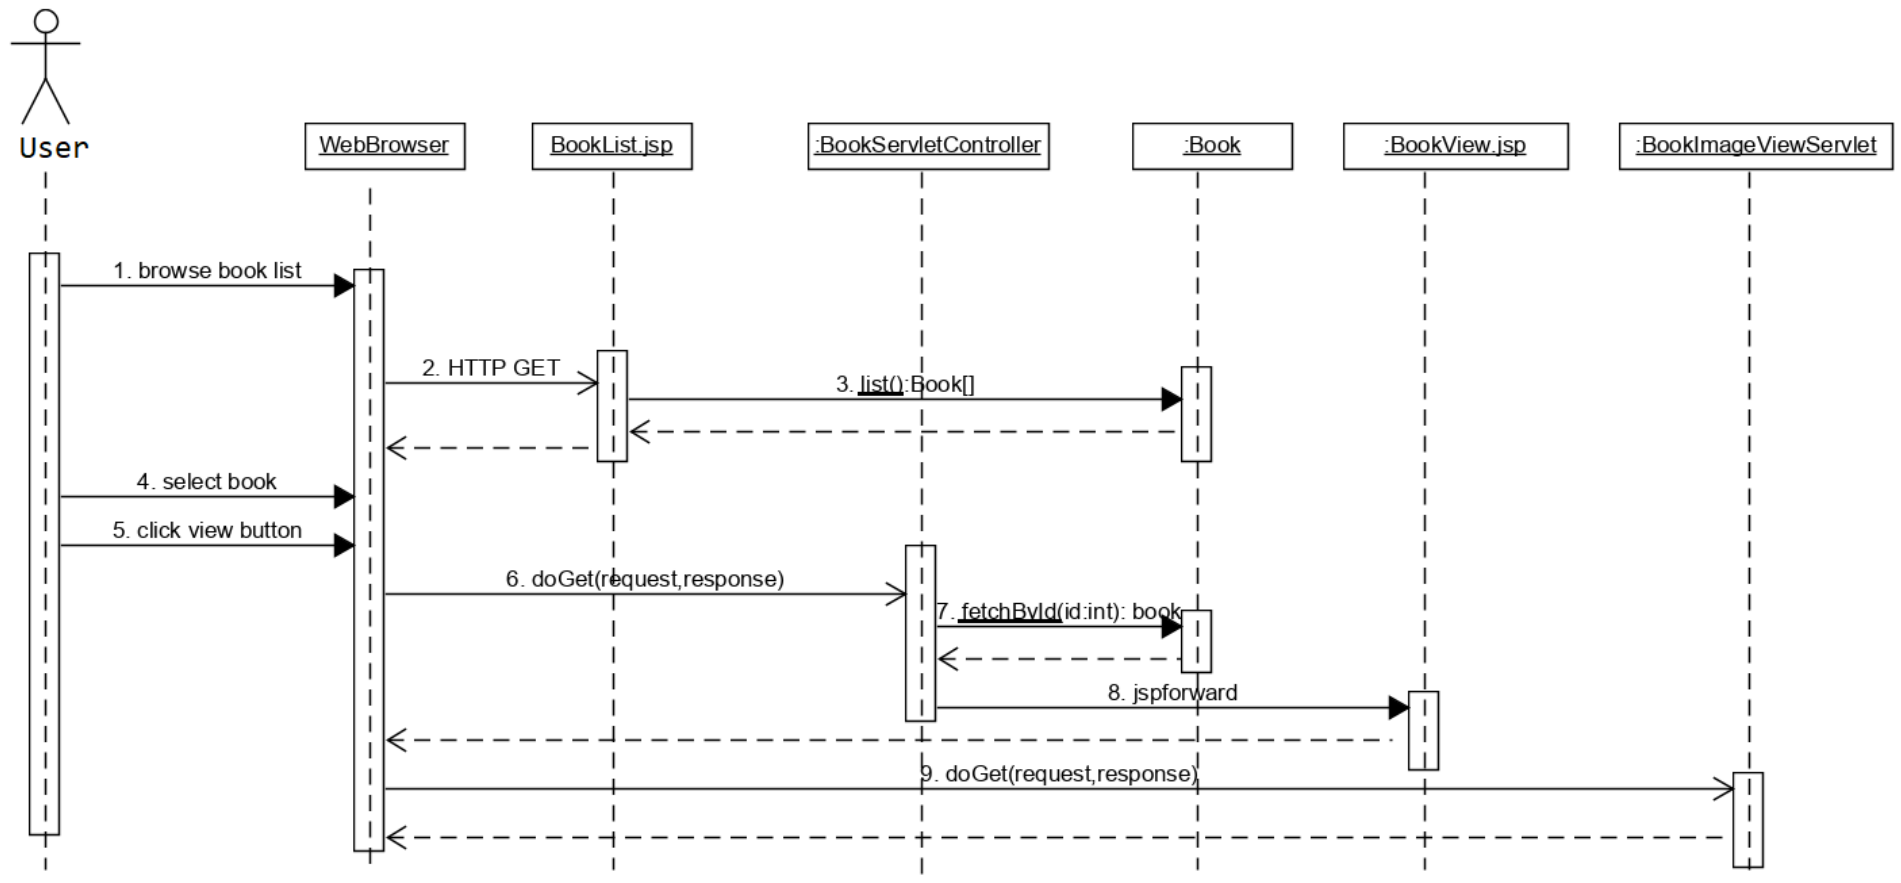 User
WebBrowser
BookList.jsp
:BookServletController
:Book
:BookView.jsp
:BookImageViewServlet
1. browse book list
2. HTTP GET
3. list():Book[]
4. select book
5. click view button
6. doGet(request,response)
7. fetchById(id:int): book
8. jspforward
9. doGet(request,response)